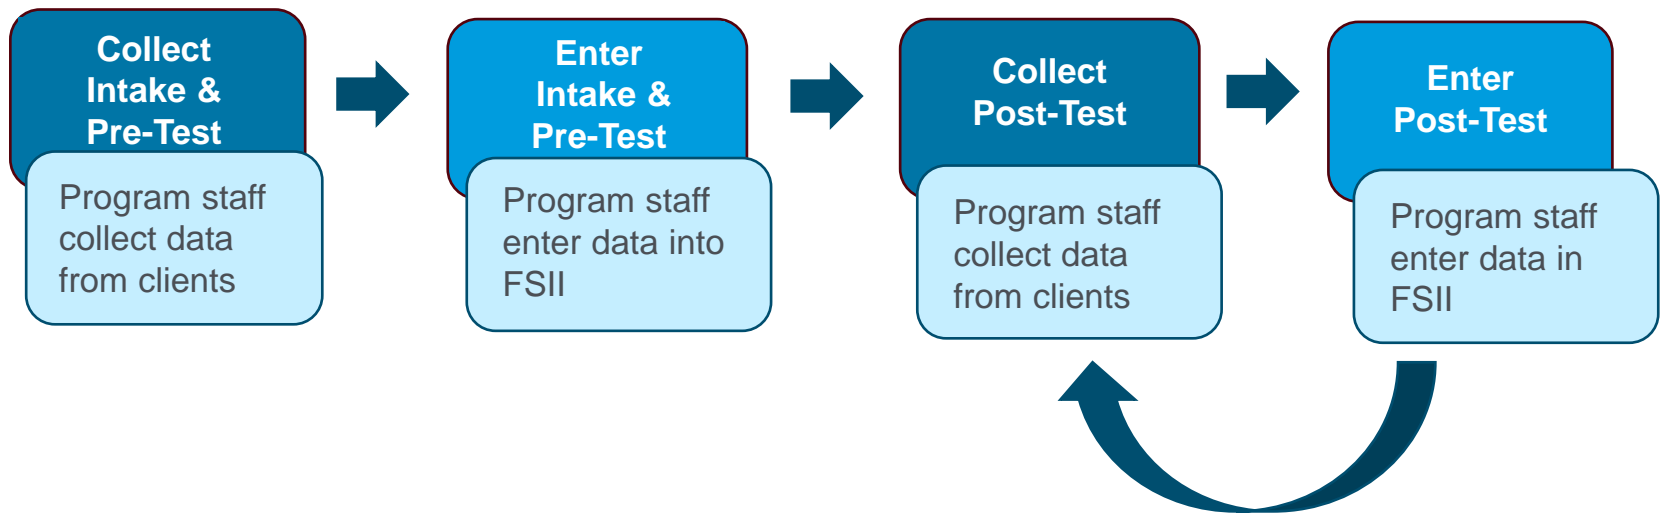 Collect
Intake &
Pre-Test
Program staff
collect data
from clients
Enter
Intake &
Pre-Test
Program staff
enter data into
FSII
Collect
Post-Test
Program staff
collect data
from clients
Enter
Post-Test
Program staff
enter data in
FSII